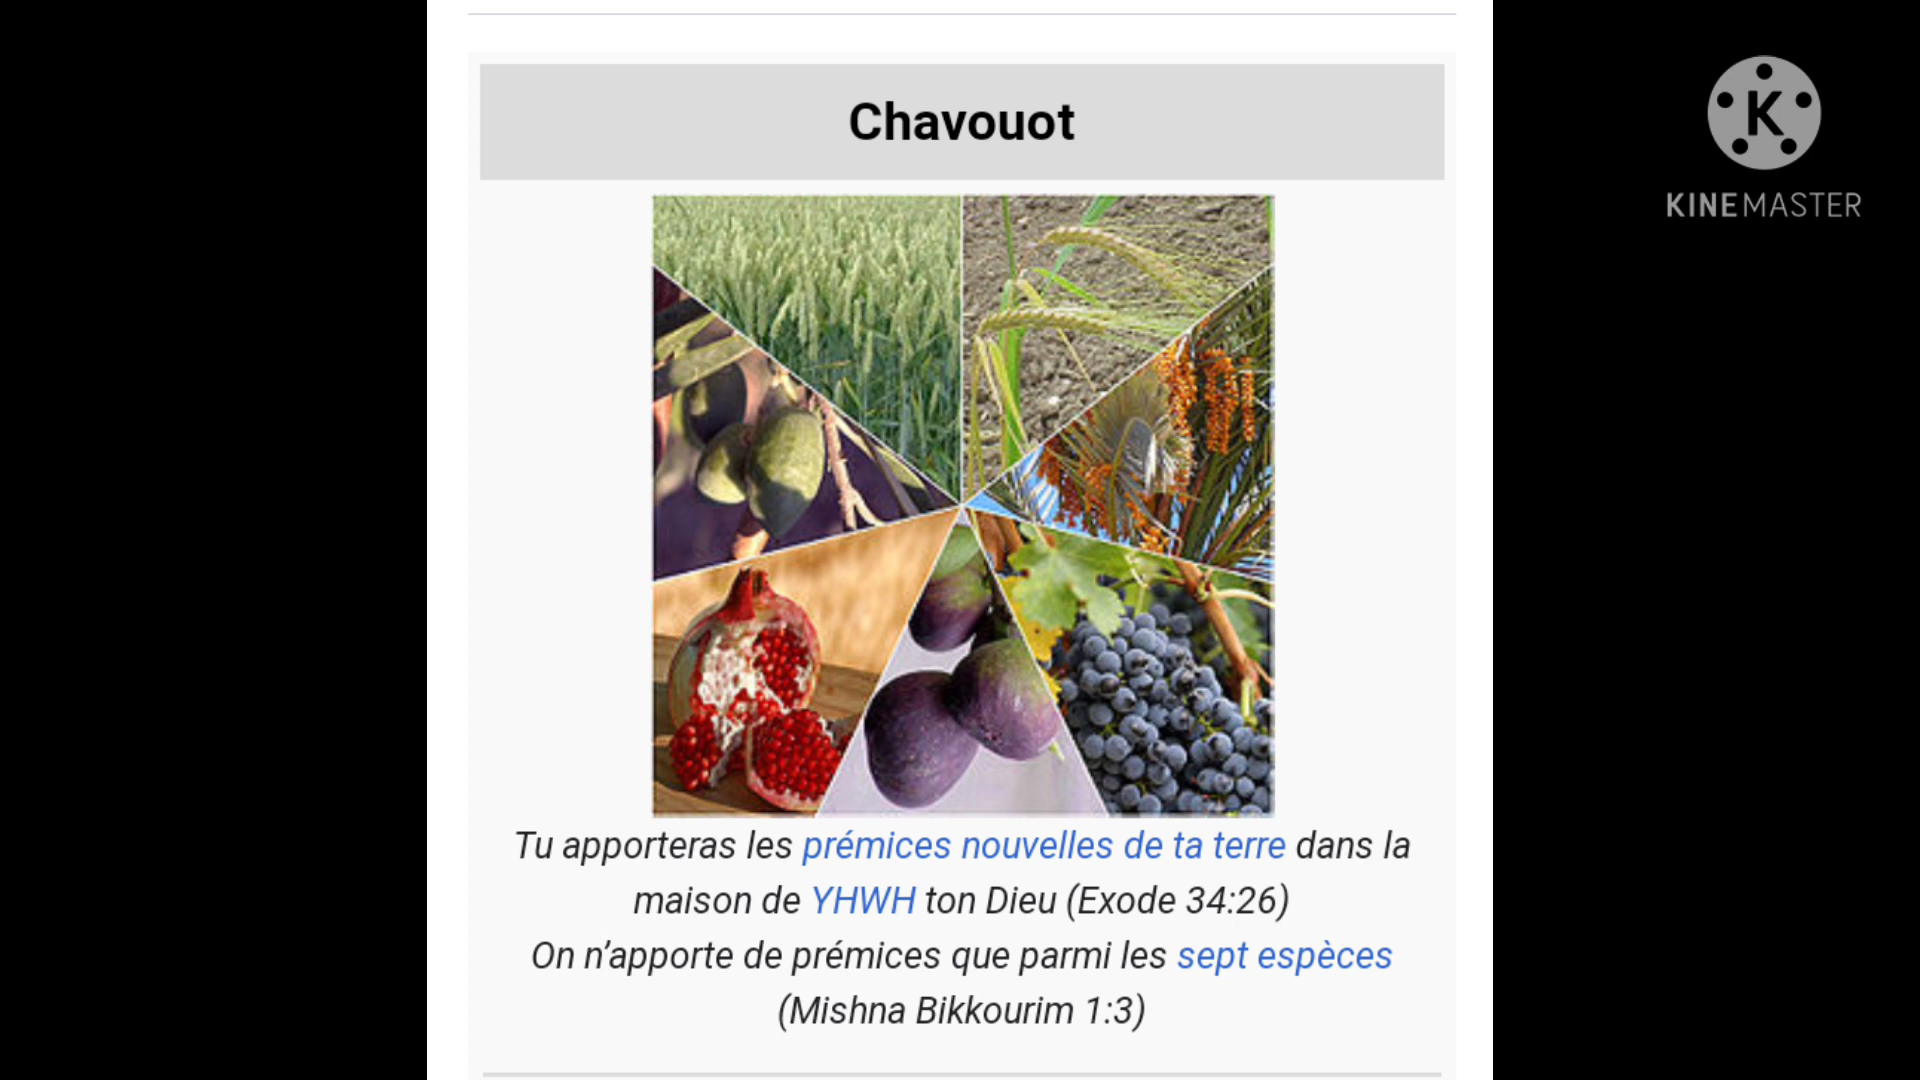 Chavouot
K
KINEMASTER
Tu apporteras les prémices nouvelles de ta terre dans la
maison de YHWH ton Dieu (Exode 34:26)
On n’apporte de prémices que parmi les sept espèces
(Mishna Bikkourim 1:3)